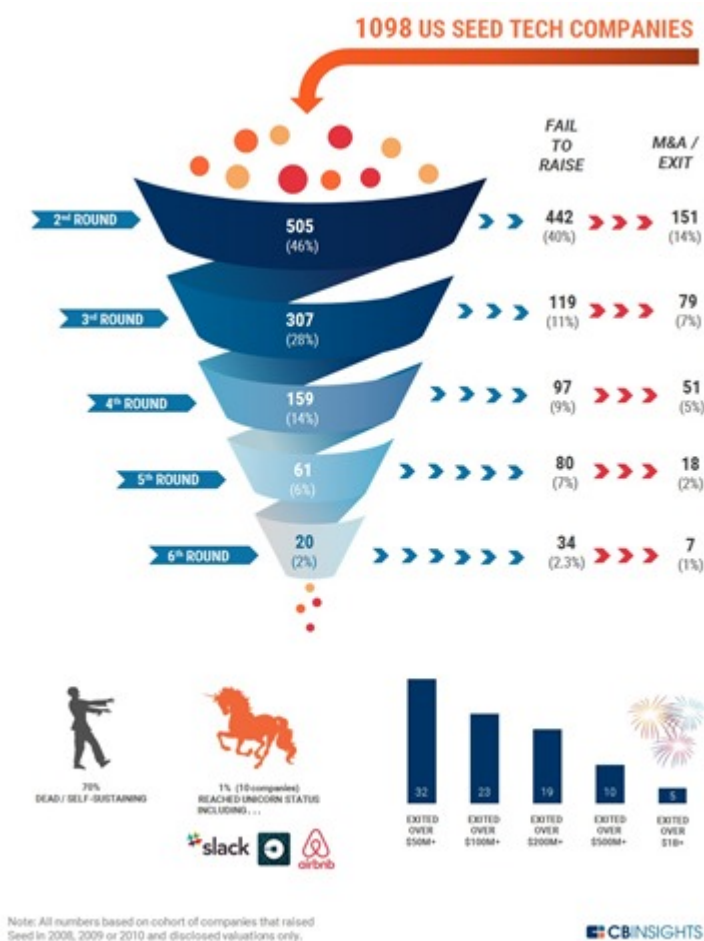 1098 US SEED TECH COMPANIES
FAIL
TO
RAISE
M&A /
EXIT
2nd ROUND
505
(46%)
442
(40%)
151
(14%)
3rd ROUND
307
(28%)
119
(11%)
79
(7%)
4th ROUND
159
(14%)
97
(9%)
51
(5%)
5th ROUND
61
(6%)
80
(7%)
18
(2%)
6th ROUND
20
(2%)
34
(2.3%)
7
(1%)
70%
DEAD / SELF-SUSTAINING
1% (10 companies)
REACHED UNICORN STATUS
INCLUDING...
slack
airbnb
32
23
19
10
5
EXITED
OVER
$50M+
EXITED
OVER
$100M+
EXITED
OVER
$200M+
EXITED
OVER
$500M+
EXITED
OVER
$1B+
Note: All numbers based on cohort of companies that raised
Seed in 2008, 2009 or 2010 and disclosed valuations only.
CBINSIGHTS